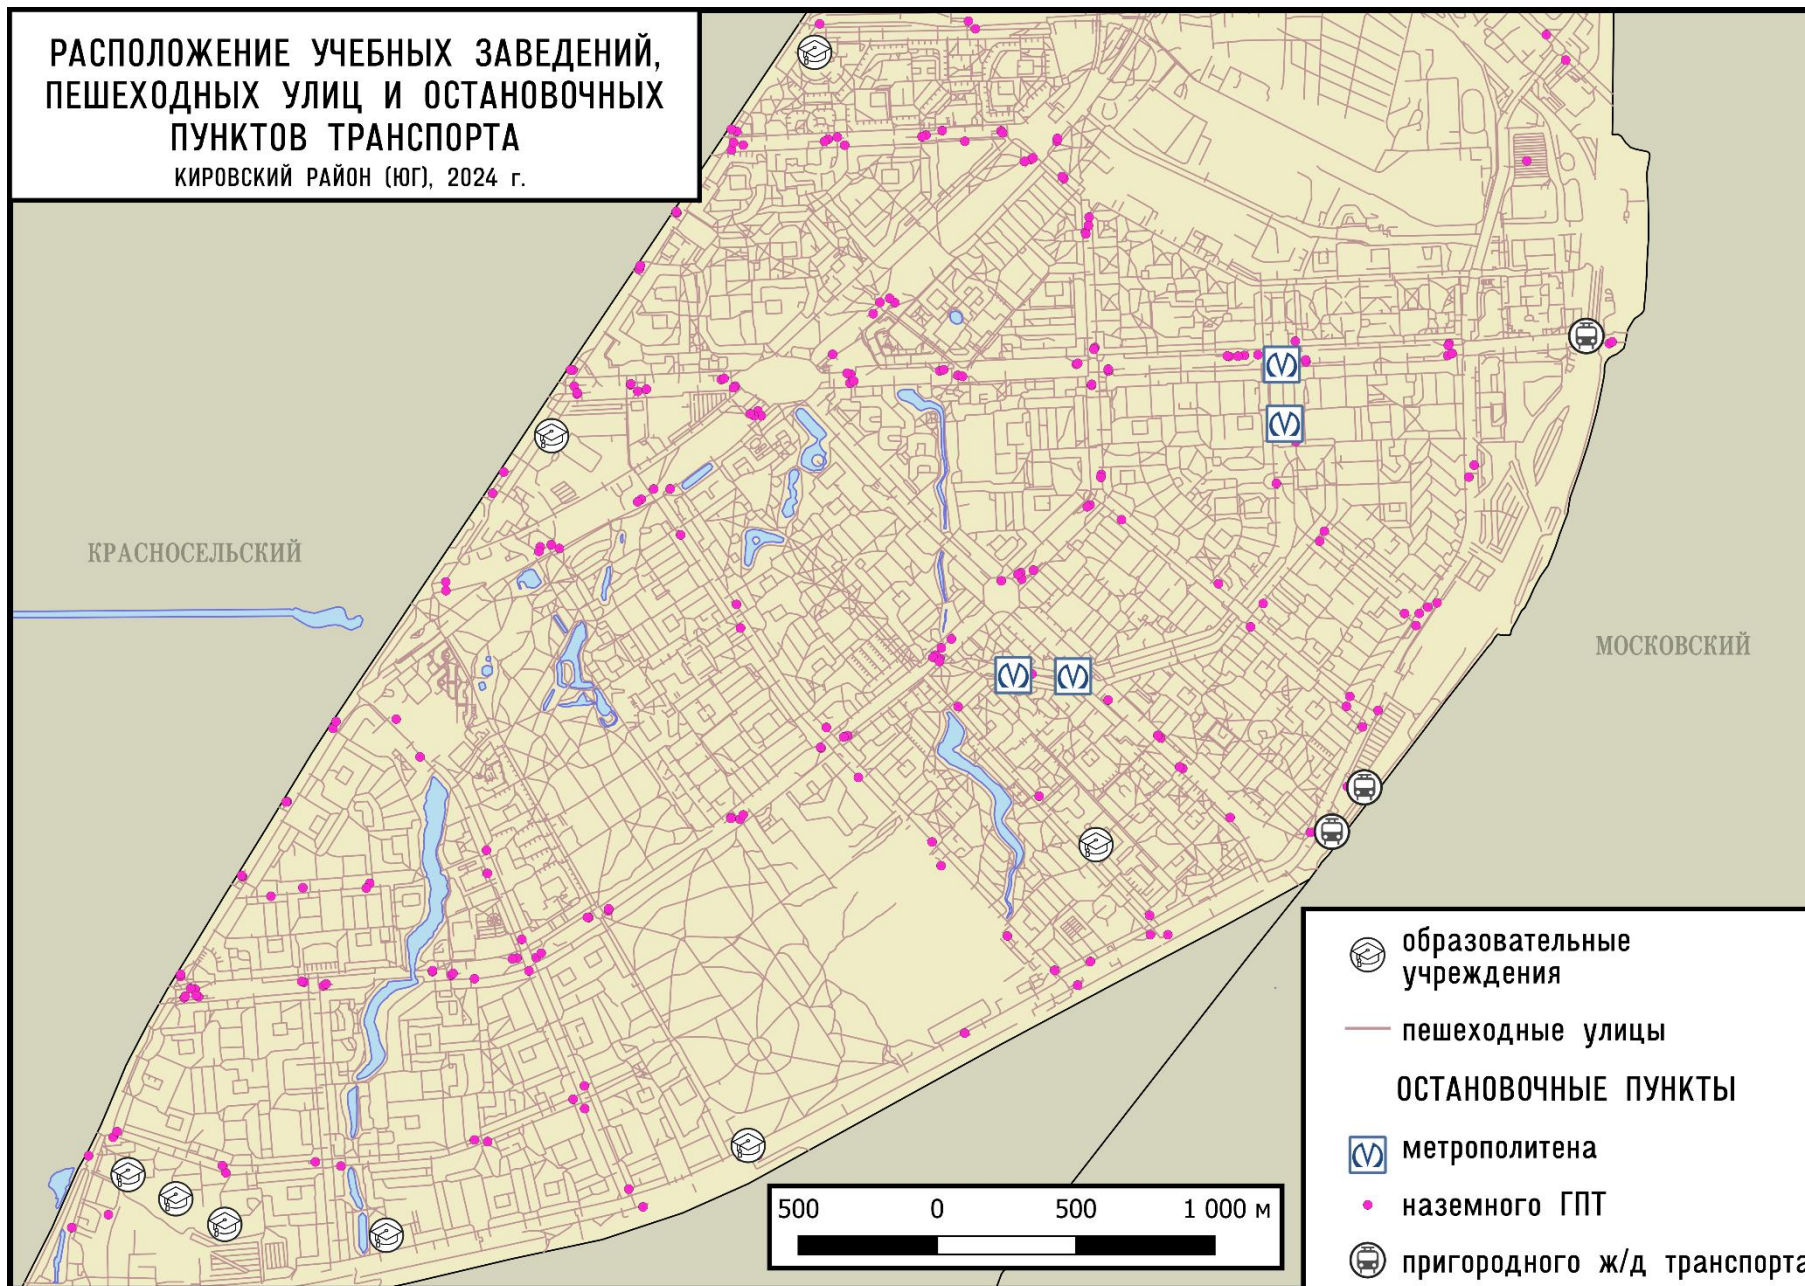 РАСПОЛОЖЕНИЕ УЧЕБНЫХ ЗАВЕДЕНИЙ,
ПЕШЕХОДНЫХ УЛИЦ И ОСТАНОВОЧНЫХ
ПУНКТОВ ТРАНСПОРТА
КИРОВСКИЙ РАЙОН (ЮГ), 2024 г.
КРАСНОСЕЛЬСКИЙ
МОСКОВСКИЙ
образовательные
учреждения
пешеходные улицы
ОСТАНОВОЧНЫЕ ПУНКТЫ
метрополитена
наземного ГПТ
пригородного ж/д транспорта
500 0 500 1 000 м